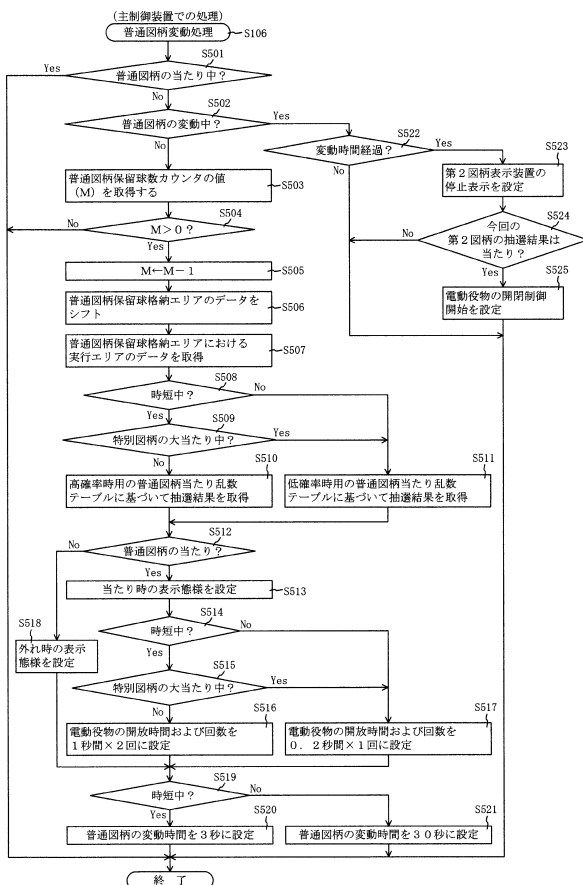 (主制御装置での処理)
普通図柄変動処理
S106
S501
普通図柄の当たり中?
Yes
No
S502
普通図柄の変動中?
Yes
No
S522
変動時間経過?
Yes
No
S523
第2図柄表示装置の
停止表示を設定
S524
今回の
第2図柄の抽選結果は
当たり?
No
Yes
S525
電動役物の開閉制御
開始を設定
普通図柄保留球数カウンタの値
(M)を取得する
S503
S504
M>0?
No
Yes
M←M-1
S505
普通図柄保留球格納エリアのデータを
シフト
S506
普通図柄保留球格納エリアにおける
実行エリアのデータを取得
S507
S508
時短中?
No
Yes
S509
特別図柄の大当たり中?
Yes
No
S510
高確率時用の普通図柄当たり乱数
テーブルに基づいて抽選結果を取得
S511
低確率時用の普通図柄当たり乱数
テーブルに基づいて抽選結果を取得
S512
普通図柄の当たり?
No
Yes
当たり時の表示態様を設定
S513
S514
時短中?
No
Yes
S518
外れ時の表示
態様を設定
S515
特別図柄の大当たり中?
Yes
No
S516
電動役物の開放時間および回数を
1秒間×2回に設定
S517
電動役物の開放時間および回数を
0.2秒間×1回に設定
S519
時短中?
No
Yes
S520
普通図柄の変動時間を3秒に設定
S521
普通図柄の変動時間を30秒に設定
終了